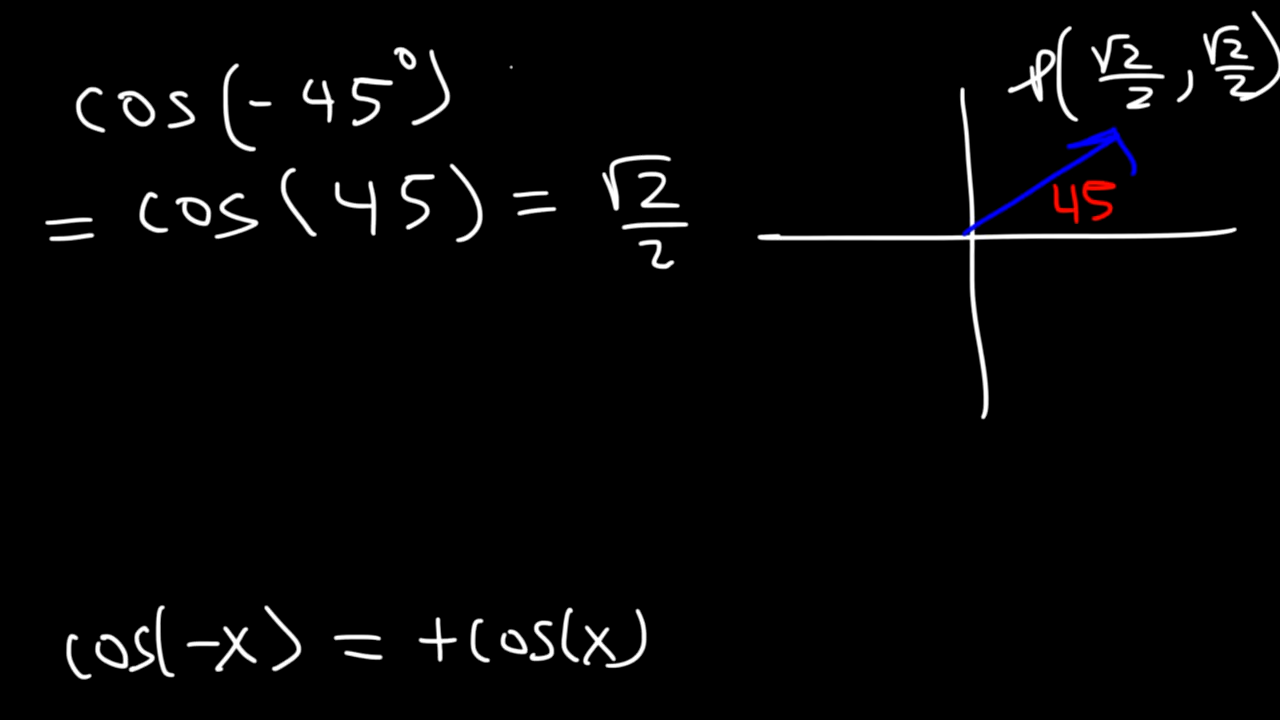 cos(-45°)
= cos(45) = √2/2
P(√2/2, √2/2)
45
cos(-x) = +cos(x)